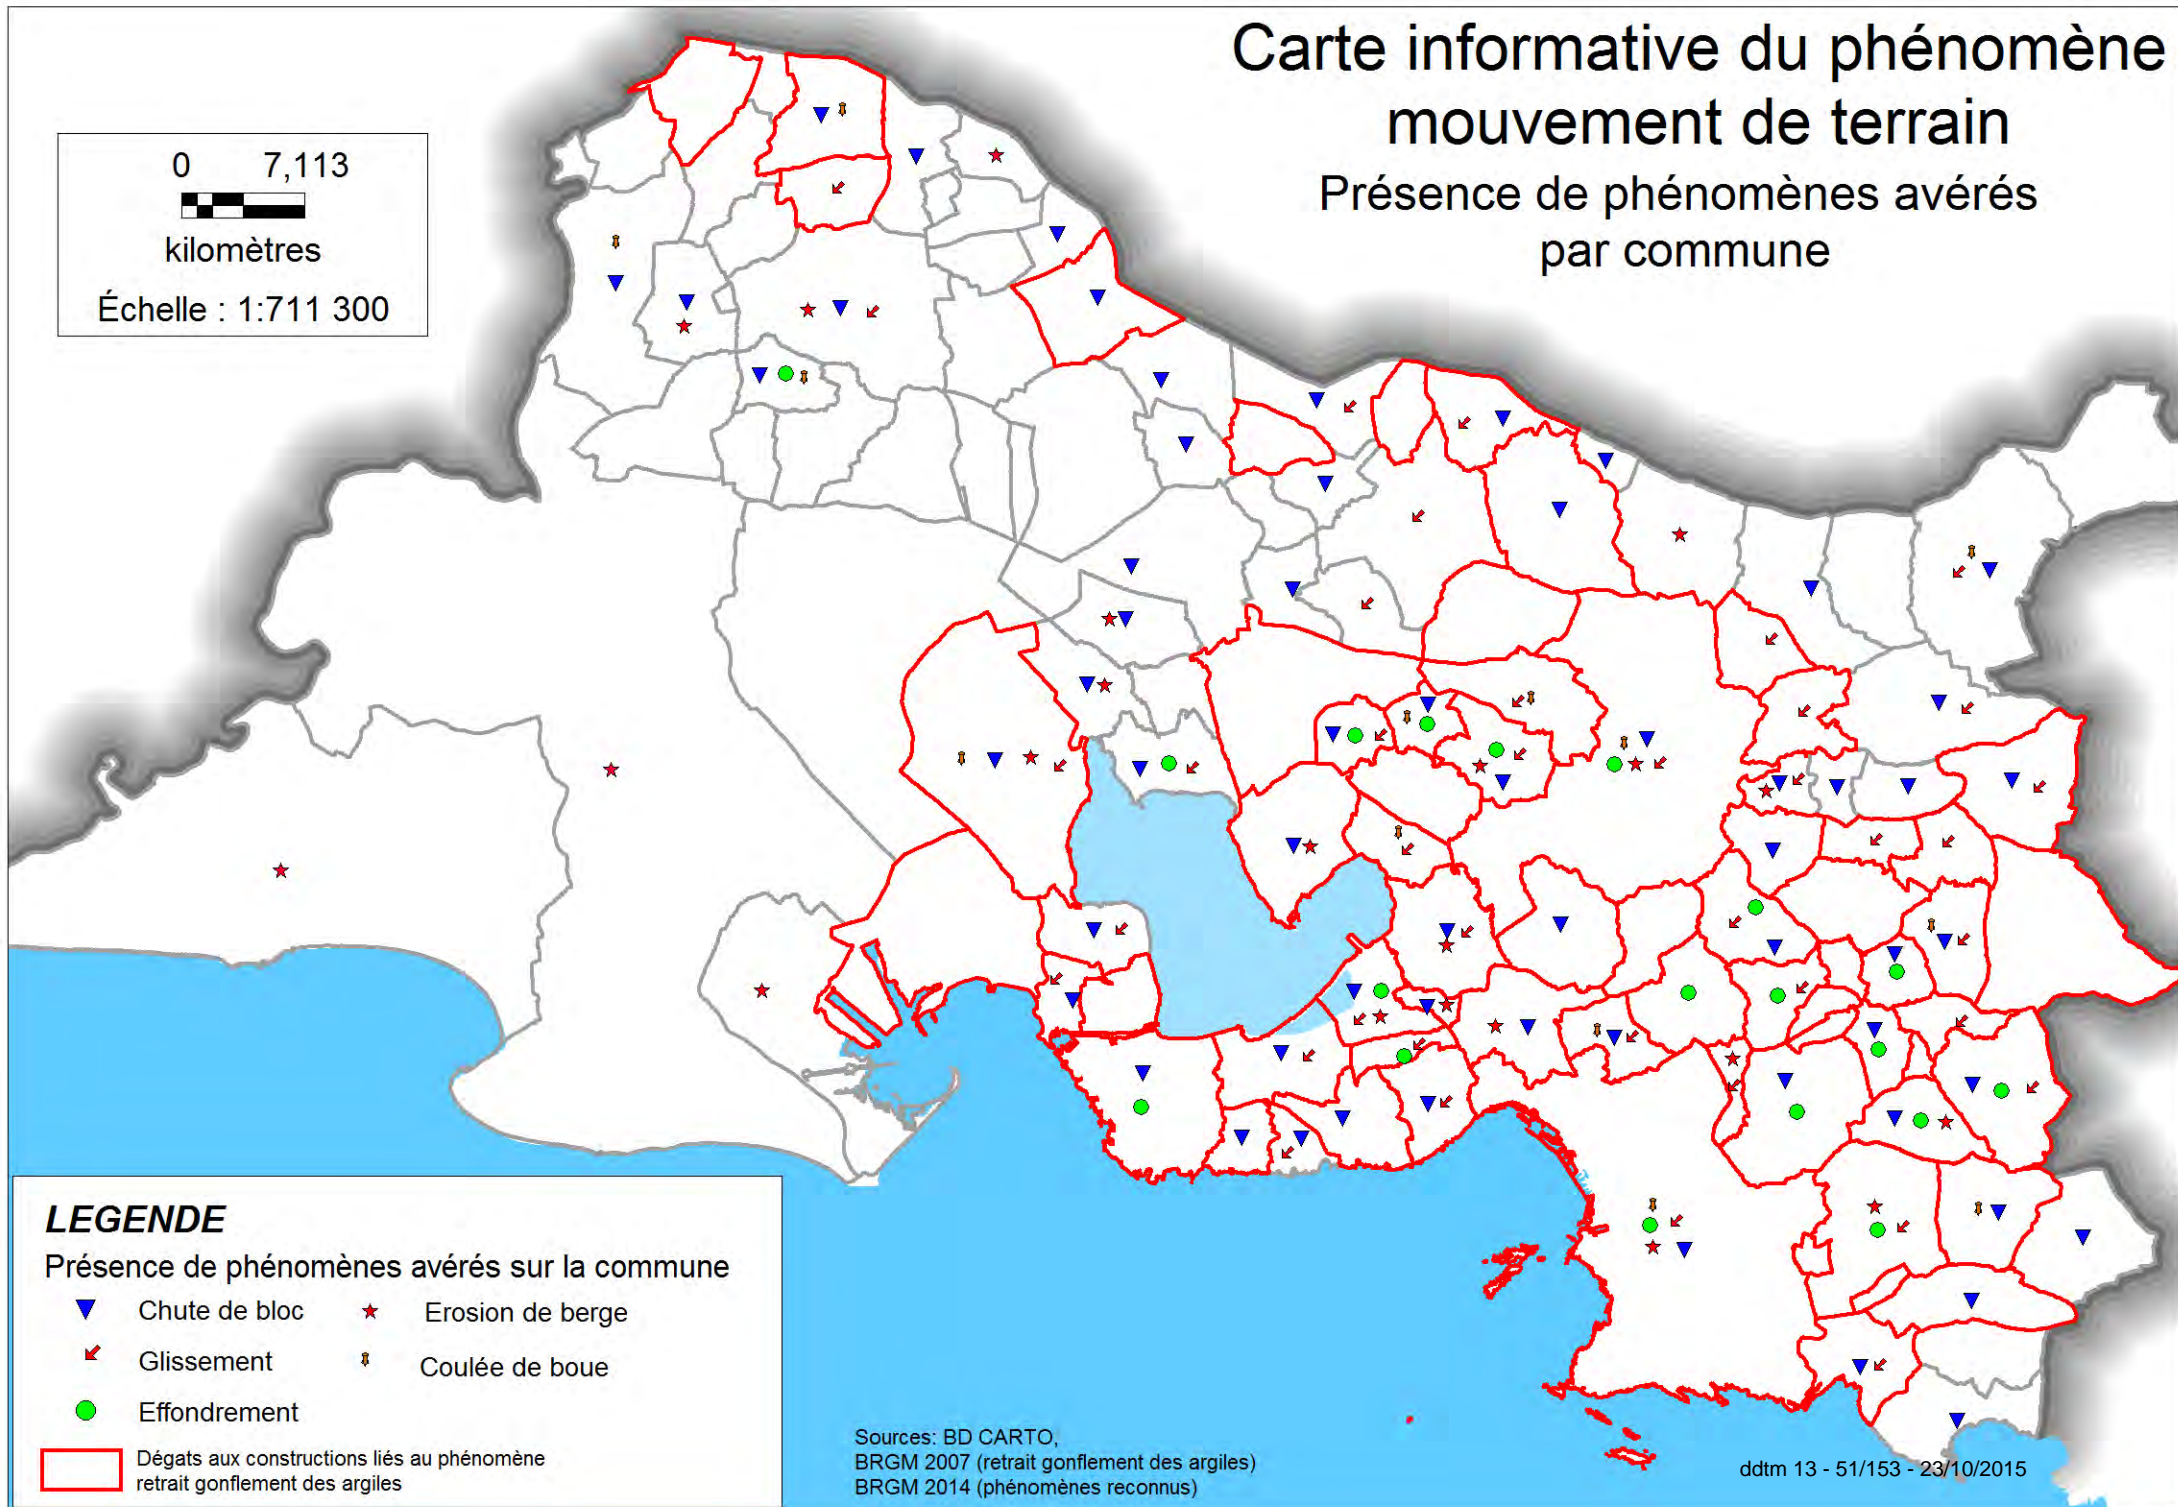 Carte informative du phénomène
mouvement de terrain
Présence de phénomènes avérés
par commune
0 7,113
kilomètres
Échelle : 1:711 300
LEGENDE
Présence de phénomènes avérés sur la commune
Chute de bloc
Erosion de berge
Glissement
Coulée de boue
Effondrement
Dégats aux constructions liés au phénomène
retrait gonflement des argiles
Sources: BD CARTO,
BRGM 2007 (retrait gonflement des argiles)
BRGM 2014 (phénomènes reconnus)
ddtm 13 - 51/153 - 23/10/2015